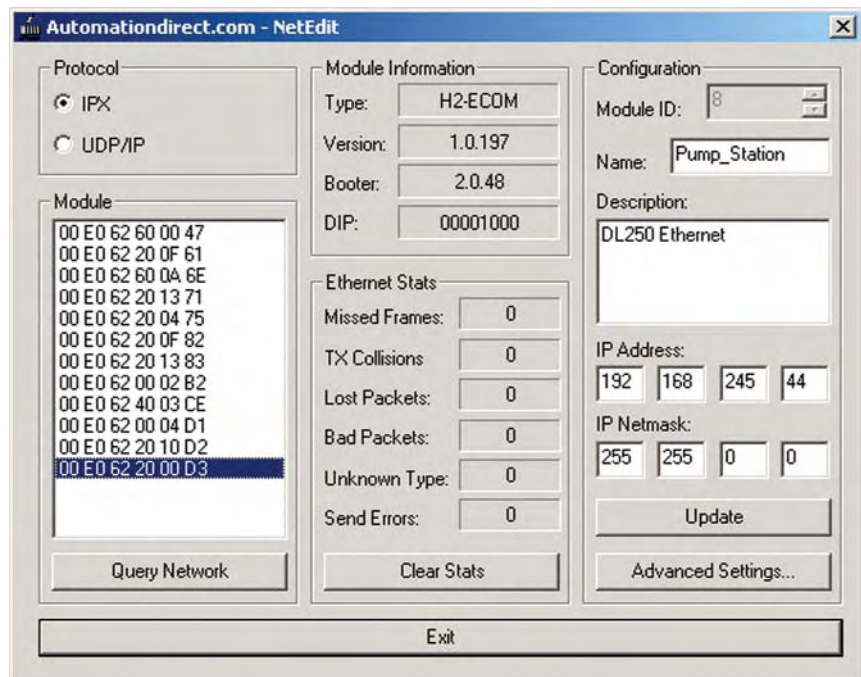 Automationdirect.com - NetEdit
Protocol
IPX
UDP/IP
Module
00 E0 62 60 00 47
00 E0 62 20 0F 61
00 E0 62 60 0A 6E
00 E0 62 20 13 71
00 E0 62 20 04 75
00 E0 62 20 0F 82
00 E0 62 20 13 83
00 E0 62 00 02 B2
00 E0 62 40 03 CE
00 E0 62 00 04 D1
00 E0 62 20 10 D2
00 E0 62 20 00 D3
Query Network
Module Information
Type: H2-ECOM
Version: 1.0.197
Booter: 2.0.48
DIP: 00001000
Ethernet Stats
Missed Frames: 0
TX Collisions 0
Lost Packets: 0
Bad Packets: 0
Unknown Type: 0
Send Errors: 0
Clear Stats
Configuration
Module ID: 8
Name: Pump_Station
Description:
DL250 Ethernet
IP Address:
192 168 245 44
IP Netmask:
255 255 0 0
Update
Advanced Settings...
Exit